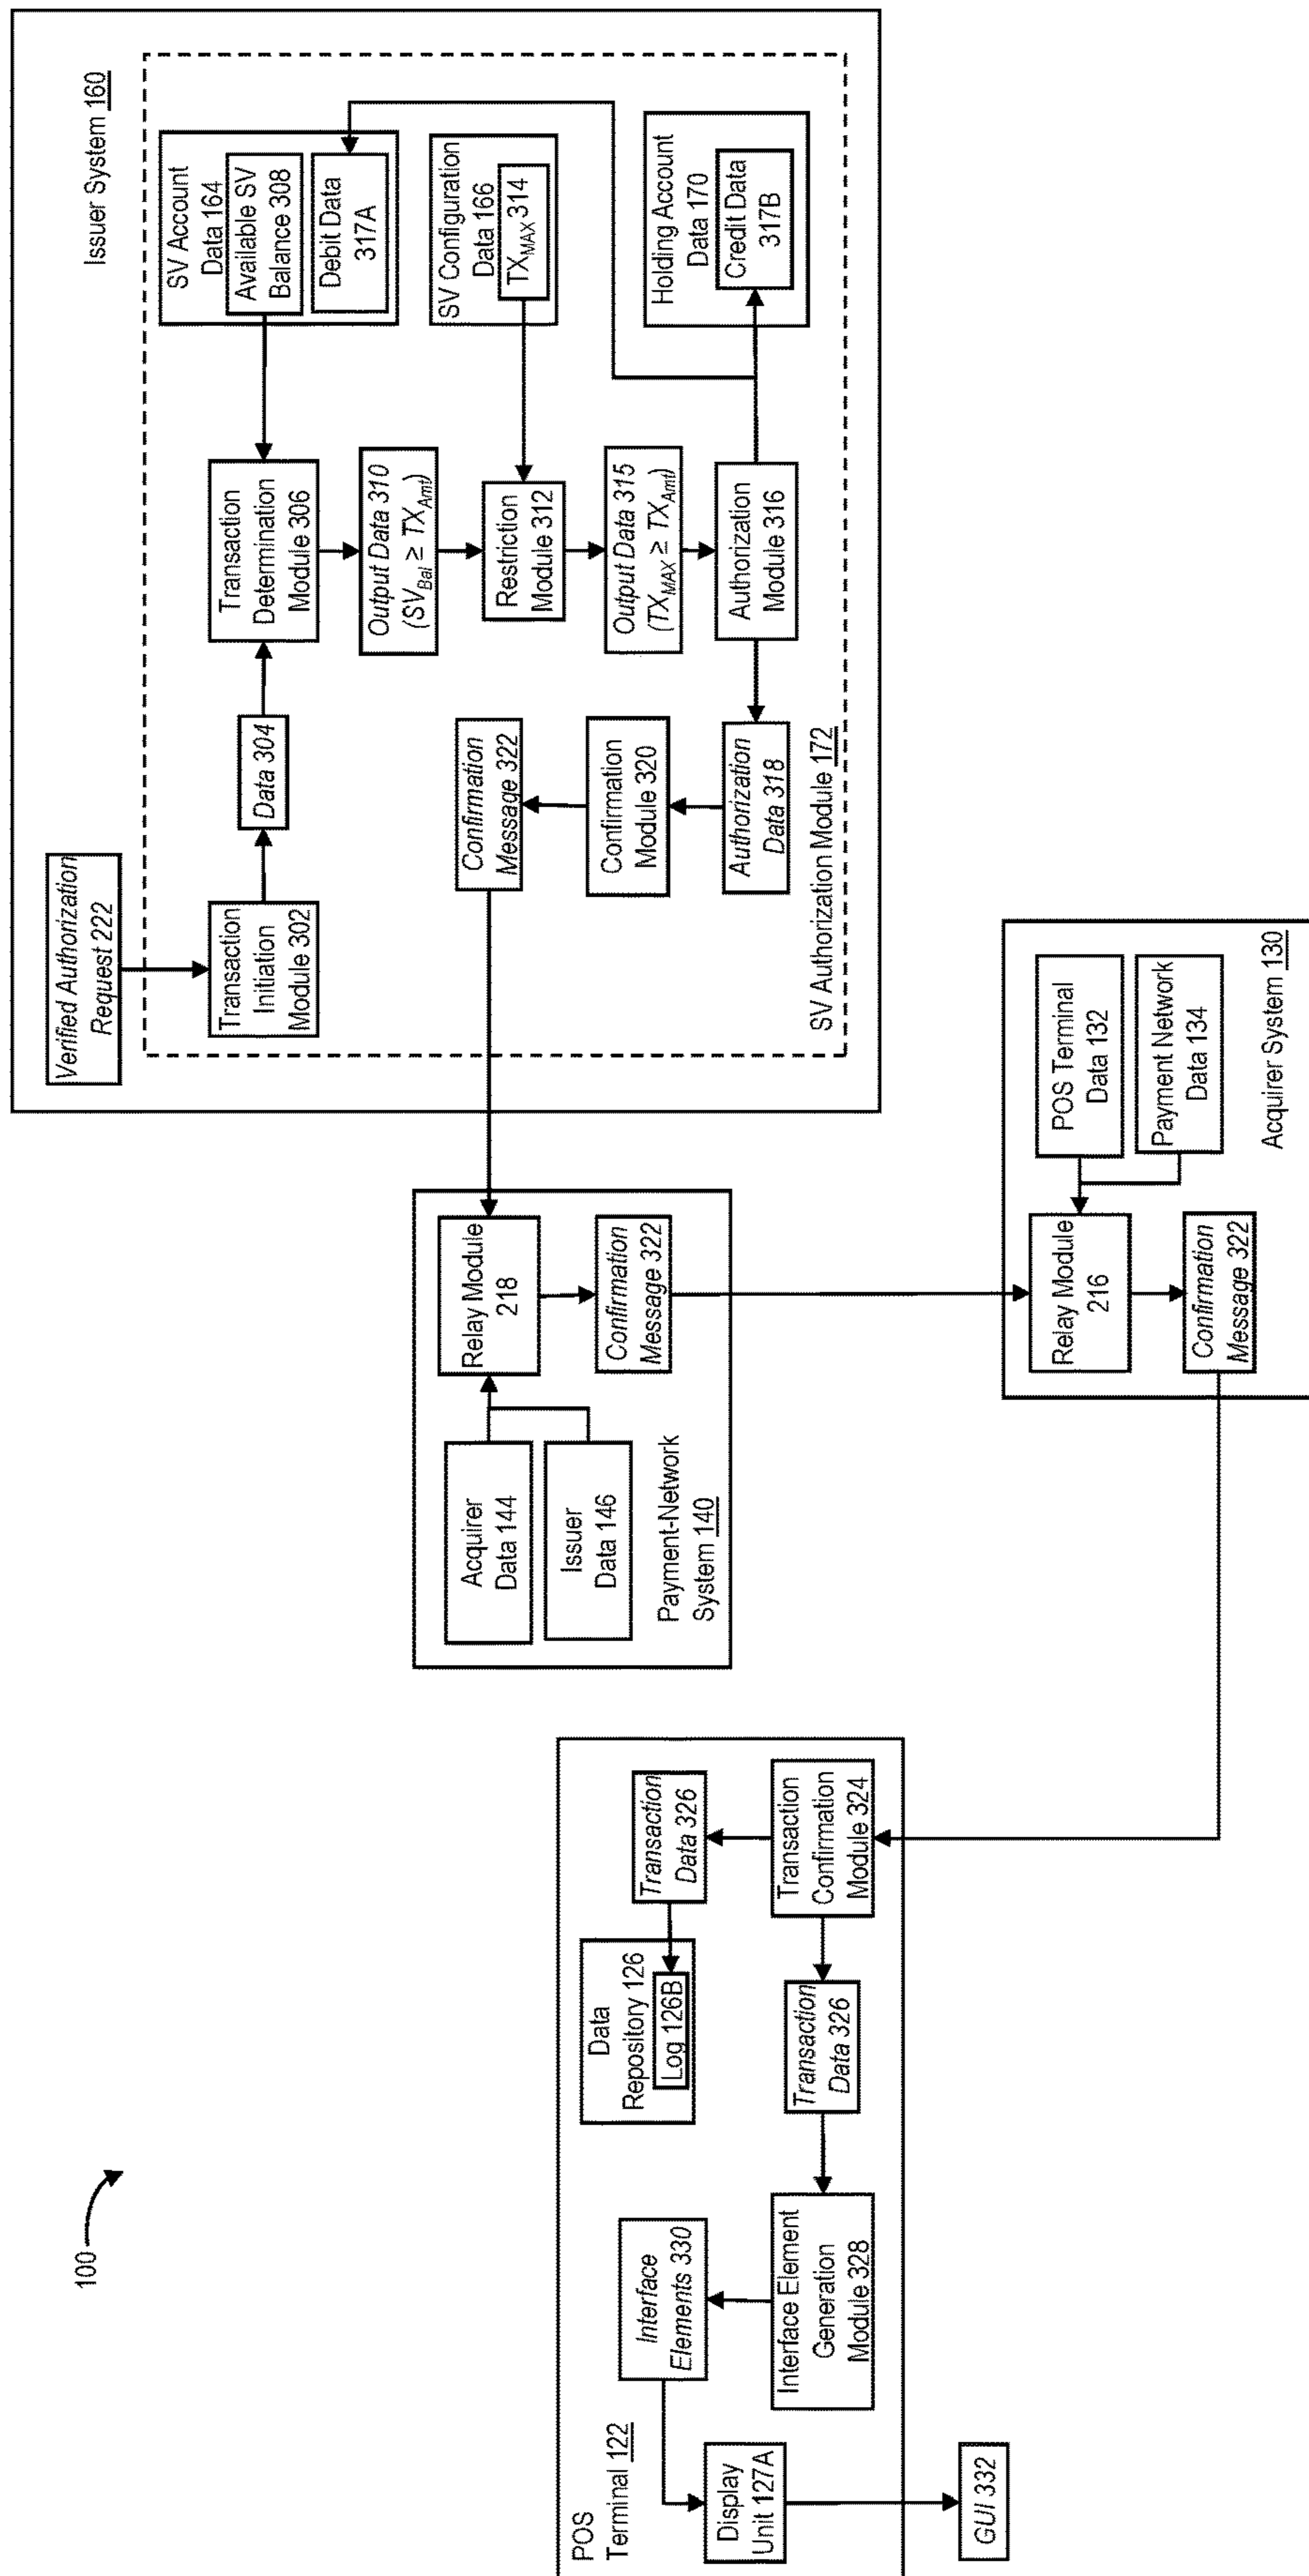 100
Issuer System 160
Verified Authorization
Request 222
Transaction
Initiation
Module 302
Data 304
Transaction
Determination
Module 306
SV Account
Data 164
Available SV
Balance 308
Debit Data
317A
Output Data 310
(SV_Bal ≥ TX_Amt)
SV Configuration
Data 166
TX_MAX 314
Restriction
Module 312
Output Data 315
(TX_MAX ≥ TX_Amt)
Authorization
Module 316
Holding Account
Data 170
Credit Data
317B
Authorization
Data 318
Confirmation
Module 320
Confirmation
Message 322
SV Authorization Module 172
Acquirer
Data 144
Issuer
Data 146
Relay Module
218
Confirmation
Message 322
Payment-Network
System 140
POS Terminal
Data 132
Payment Network
Data 134
Relay Module
216
Confirmation
Message 322
Acquirer System 130
Transaction
Confirmation
Module 324
Transaction
Data 326
Data
Repository 126
Log 126B
Transaction
Data 326
Interface Element
Generation
Module 328
Interface
Elements 330
Display
Unit 127A
POS
Terminal 122
GUI 332